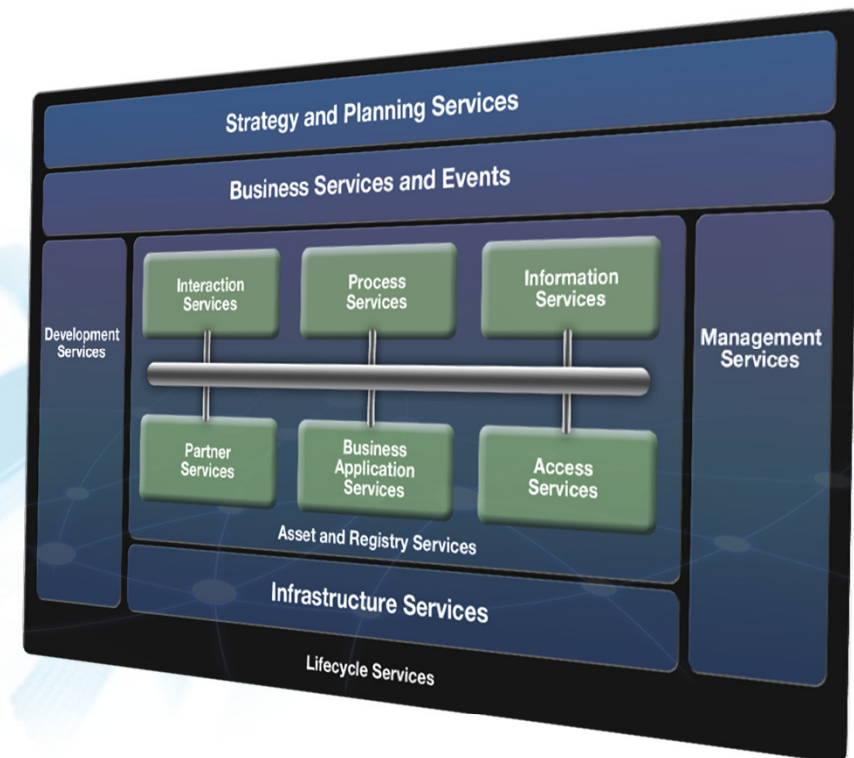 Strategy and Planning Services
Business Services and Events
Development
Services
Interaction
Services
Process
Services
Information
Services
Management
Services
Partner
Services
Business
Application
Services
Access
Services
Asset and Registry Services
Infrastructure Services
Lifecycle Services